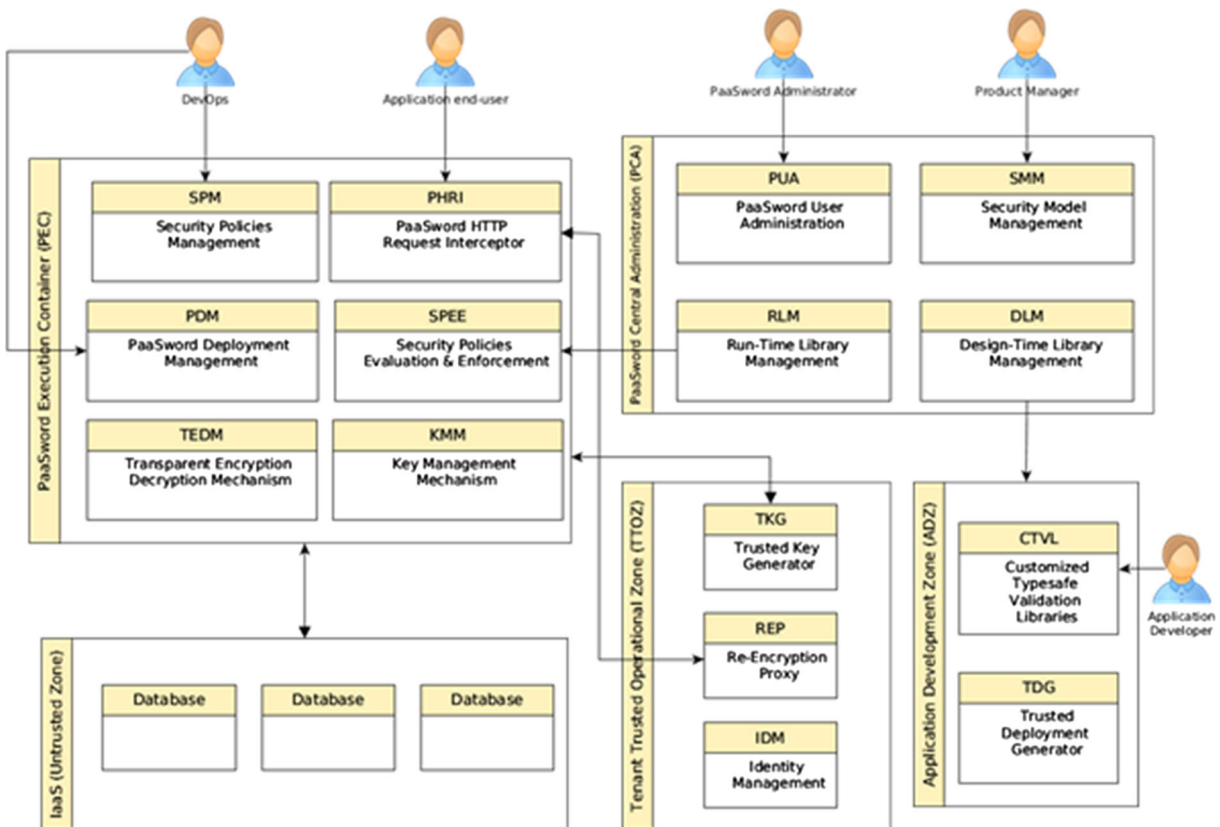 DevOps
Application end-user
PaaSword Administrator
Product Manager
PaaSword Execution Container (PEC)
SPM
Security Policies
Management
PHRI
PaaSword HTTP
Request Interceptor
PDM
PaaSword Deployment
Management
SPEE
Security Policies
Evaluation & Enforcement
TEDM
Transparent Encryption
Decryption Mechanism
KMM
Key Management
Mechanism
PaaSword Central Administration (PCA)
PUA
PaaSword User
Administration
SMM
Security Model
Management
RLM
Run-Time Library
Management
DLM
Design-Time Library
Management
IaaS (Untrusted Zone)
Database
Database
Database
Tenant Trusted Operational Zone (TTOZ)
TKG
Trusted Key
Generator
REP
Re-Encryption
Proxy
IDM
Identity
Management
Application Development Zone (ADZ)
CTVL
Customized
Typesafe
Validation
Libraries
TDG
Trusted
Deployment
Generator
Application
Developer